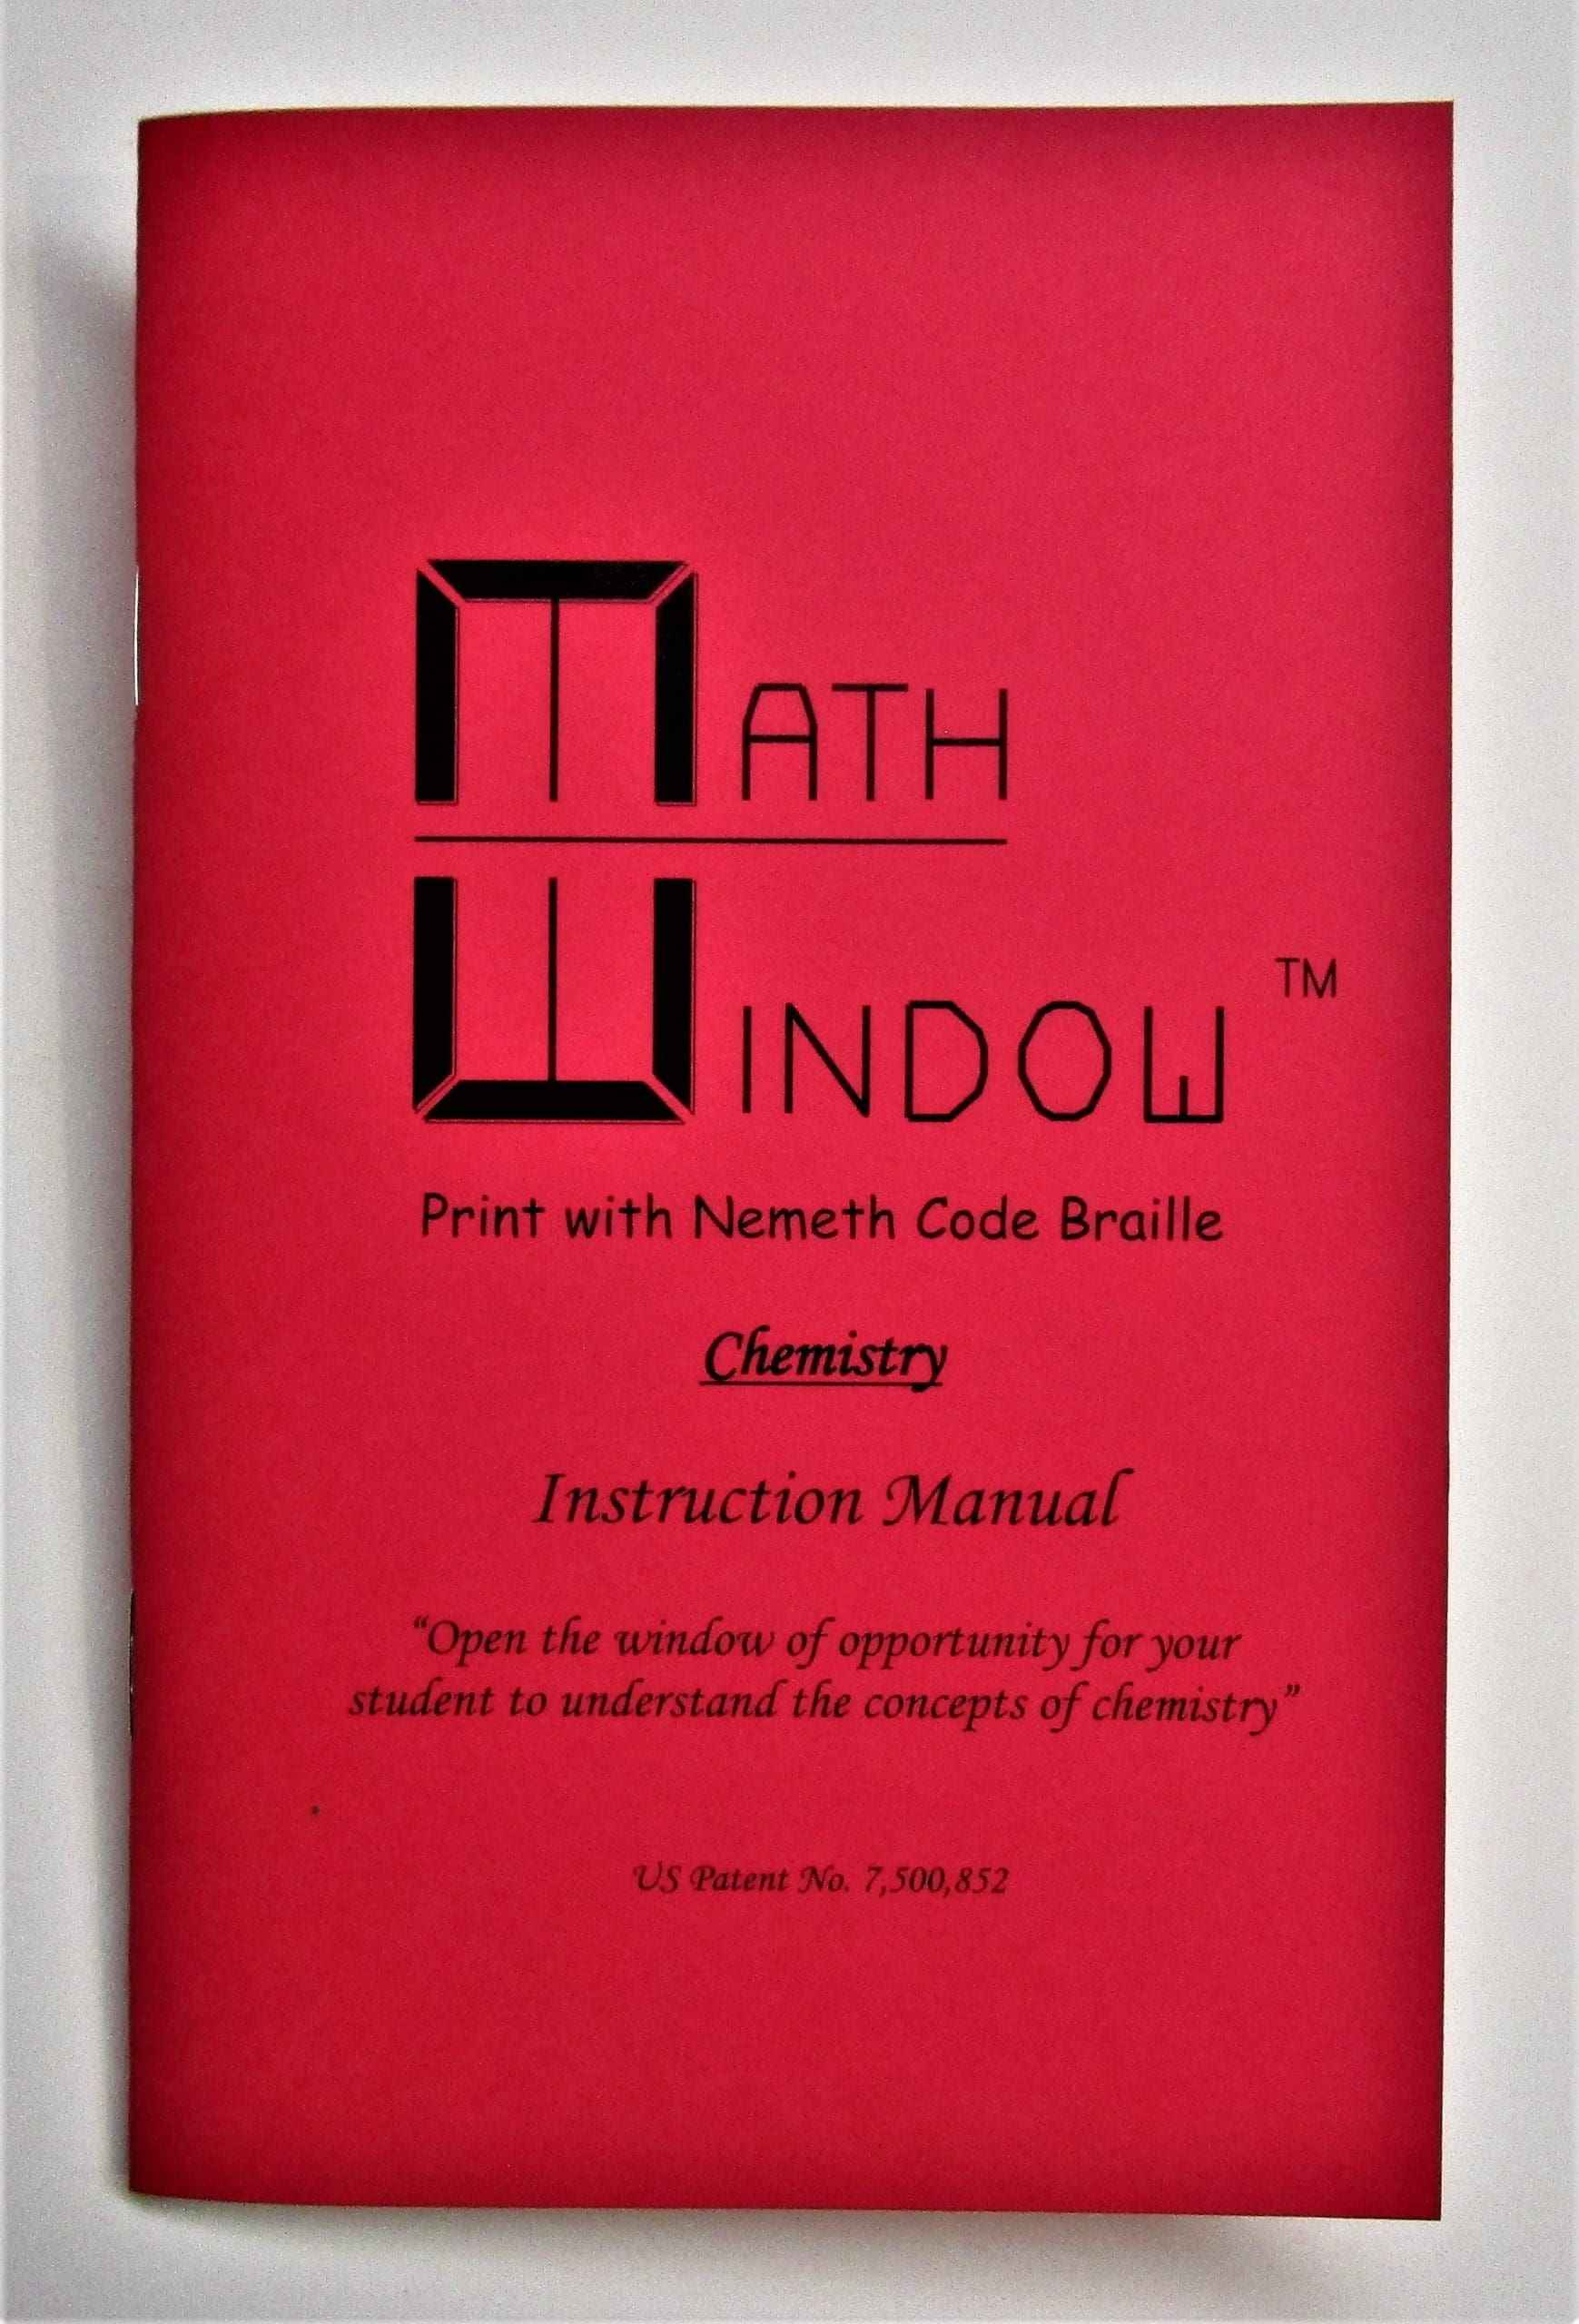 MATH
WINDOW ™
Print with Nemeth Code Braille
Chemistry
Instruction Manual
“Open the window of opportunity for your
student to understand the concepts of chemistry”
US Patent No. 7,500,852